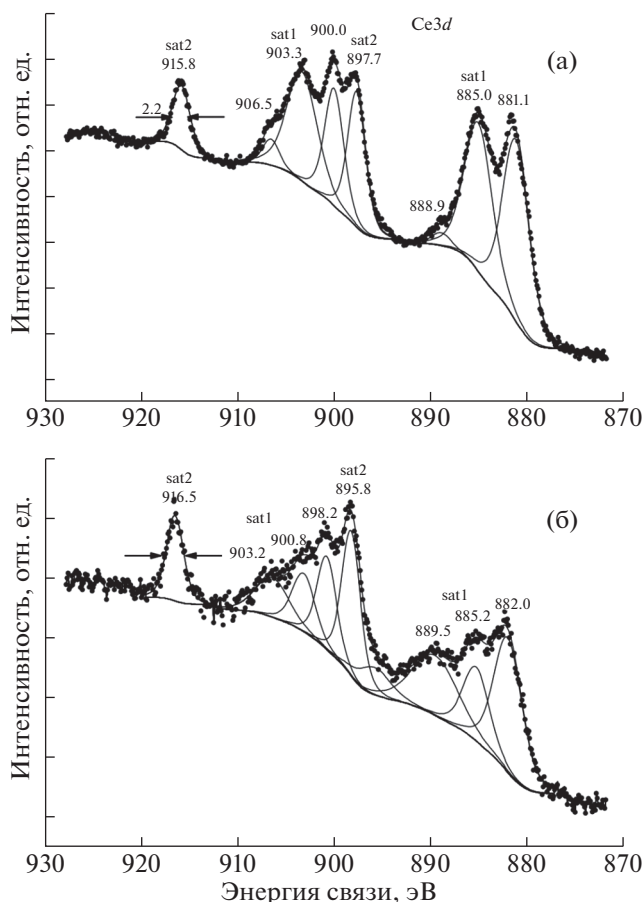 Ce3d
(а)
sat2
915.8
2.2
906.5
sat1
903.3
900.0
sat2
897.7
888.9
sat1
885.0
881.1
Интенсивность, отн. ед.
930 920 910 900 890 880 870
(б)
sat2
916.5
sat1
903.2
900.8
898.2
sat2
895.8
889.5
sat1
885.2
882.0
Интенсивность, отн. ед.
930 920 910 900 890 880 870
Энергия связи, эВ